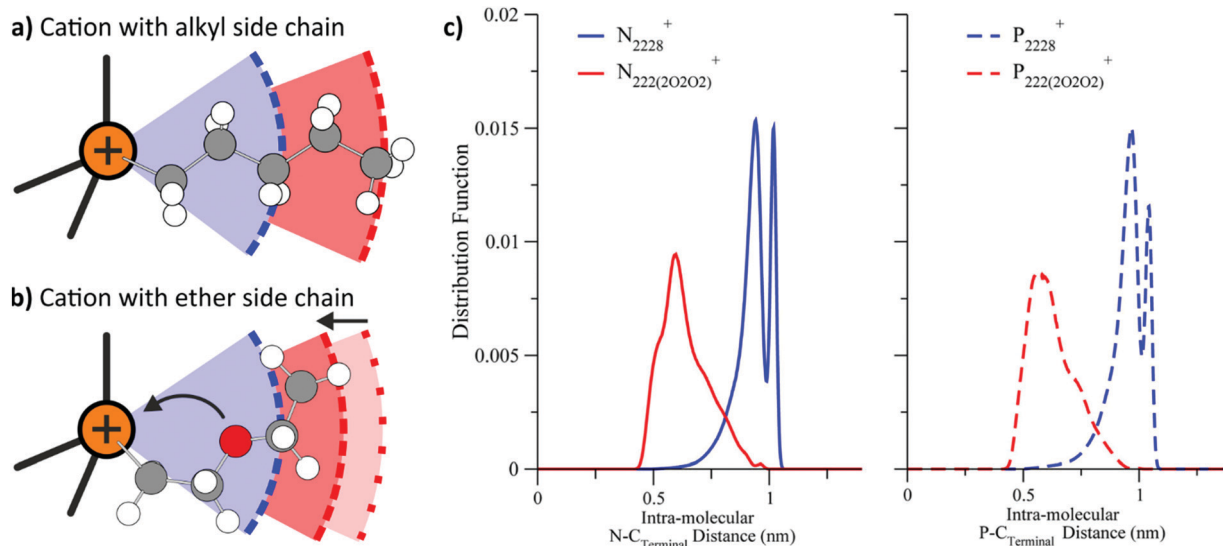 a) Cation with alkyl side chain
+
b) Cation with ether side chain
+
c)
0.02
0.015
0.01
0.005
0
Distribution Function
N2228+
N222(2O2O2)+
0
0.5
1
Intra-molecular
N-CTerminal Distance (nm)
P2228+
P222(2O2O2)+
0
0.5
1
Intra-molecular
P-CTerminal Distance (nm)